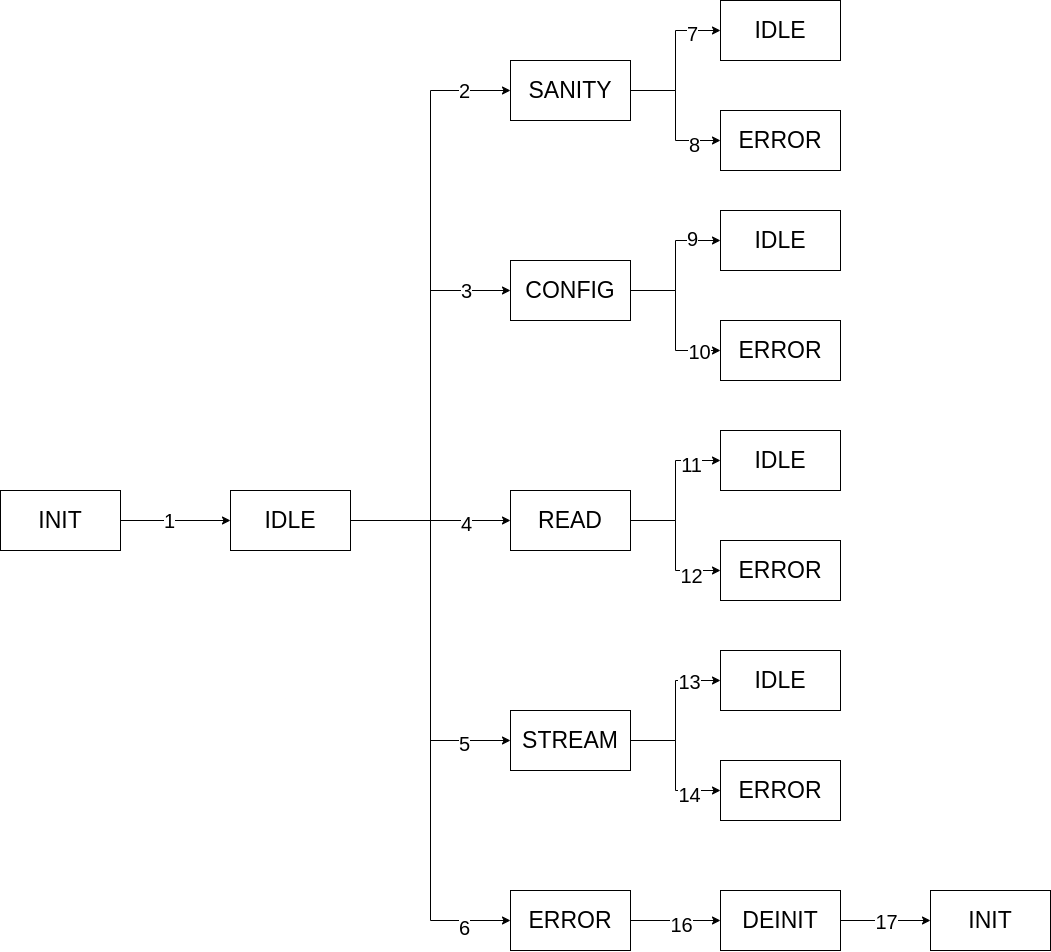 IDLE
7
SANITY
2
8
ERROR
9
IDLE
CONFIG
3
10
ERROR
11
IDLE
INIT
1
IDLE
4
READ
12
ERROR
13
IDLE
STREAM
5
14
ERROR
6
ERROR
16
DEINIT
17
INIT